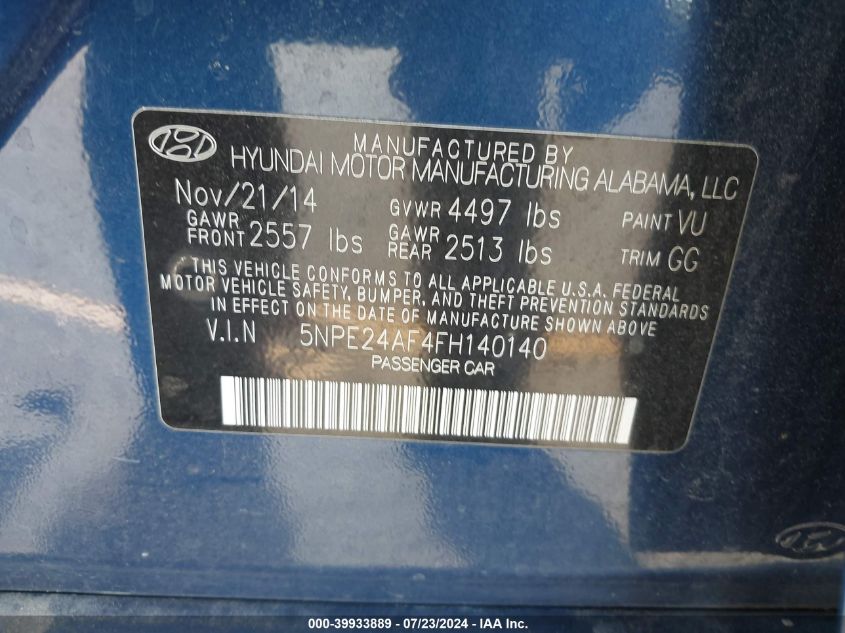 MANUFACTURED BY
HYUNDAI MOTOR MANUFACTURING ALABAMA, LLC
Nov/21/14 GVWR 4497 lbs PAINT VU
GAWR FRONT 2557 lbs GAWR REAR 2513 lbs TRIM GG
THIS VEHICLE CONFORMS TO ALL APPLICABLE U.S.A. FEDERAL
MOTOR VEHICLE SAFETY, BUMPER, AND THEFT PREVENTION STANDARDS
IN EFFECT ON THE DATE OF MANUFACTURE SHOWN ABOVE
V.I.N 5NPE24AF4FH140140
PASSENGER CAR
000-39933889 / 07/23/2024 - Copyright 2024 - IAA, Inc.